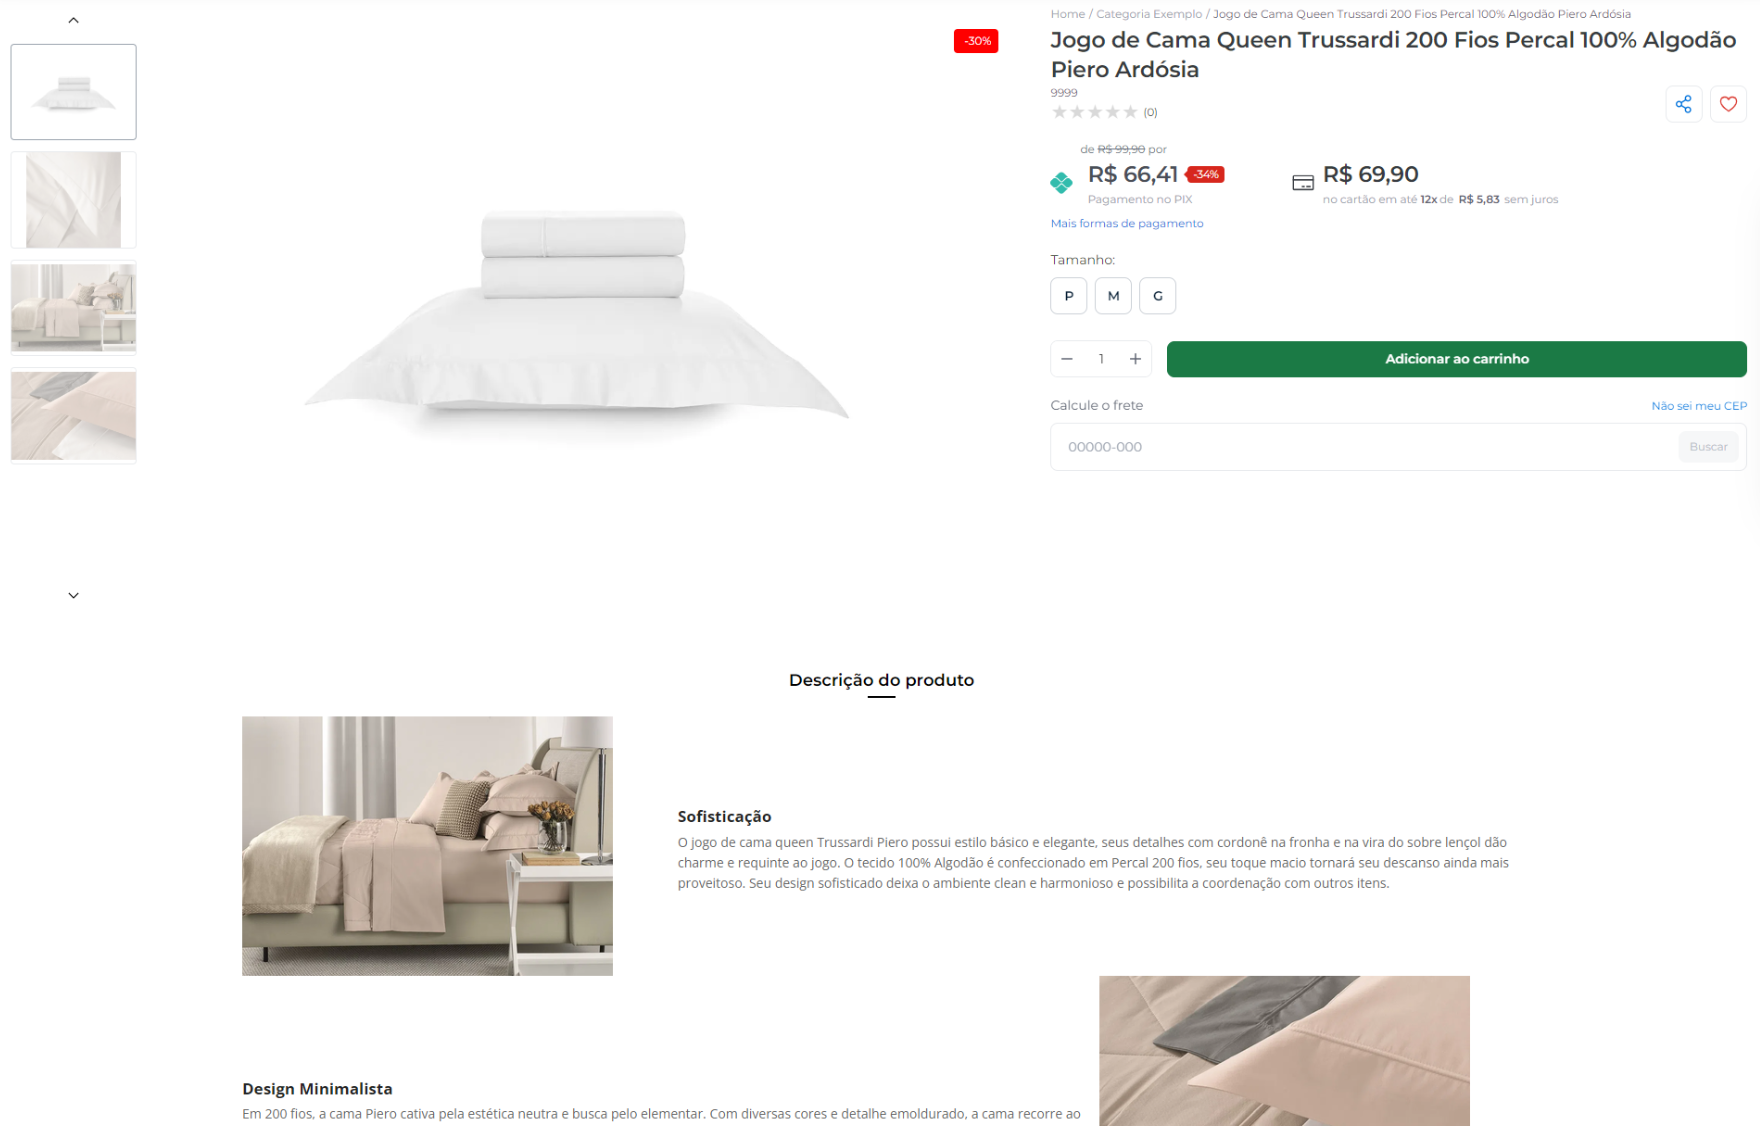 -30%
Home / Categoria Exemplo / Jogo de Cama Queen Trussardi 200 Fios Percal 100% Algodão Piero Ardósia
Jogo de Cama Queen Trussardi 200 Fios Percal 100% Algodão
Piero Ardósia
9999
(0)
de R$ 99,90 por
R$ 66,41 -34%
Pagamento no PIX
R$ 69,90
no cartão em até 12x de R$ 5,83 sem juros
Mais formas de pagamento
Tamanho:
P M G
1
Adicionar ao carrinho
Calcule o frete
Não sei meu CEP
00000-000
Buscar
Descrição do produto
Sofisticação
O jogo de cama queen Trussardi Piero possui estilo básico e elegante, seus detalhes com cordonê na fronha e na vira do sobre lençol dão
charme e requinte ao jogo. O tecido 100% Algodão é confeccionado em Percal 200 fios, seu toque macio tornará seu descanso ainda mais
proveitoso. Seu design sofisticado deixa o ambiente clean e harmonioso e possibilita a coordenação com outros itens.
Design Minimalista
Em 200 fios, a cama Piero cativa pela estética neutra e busca pelo elementar. Com diversas cores e detalhe emoldurado, a cama recorre ao